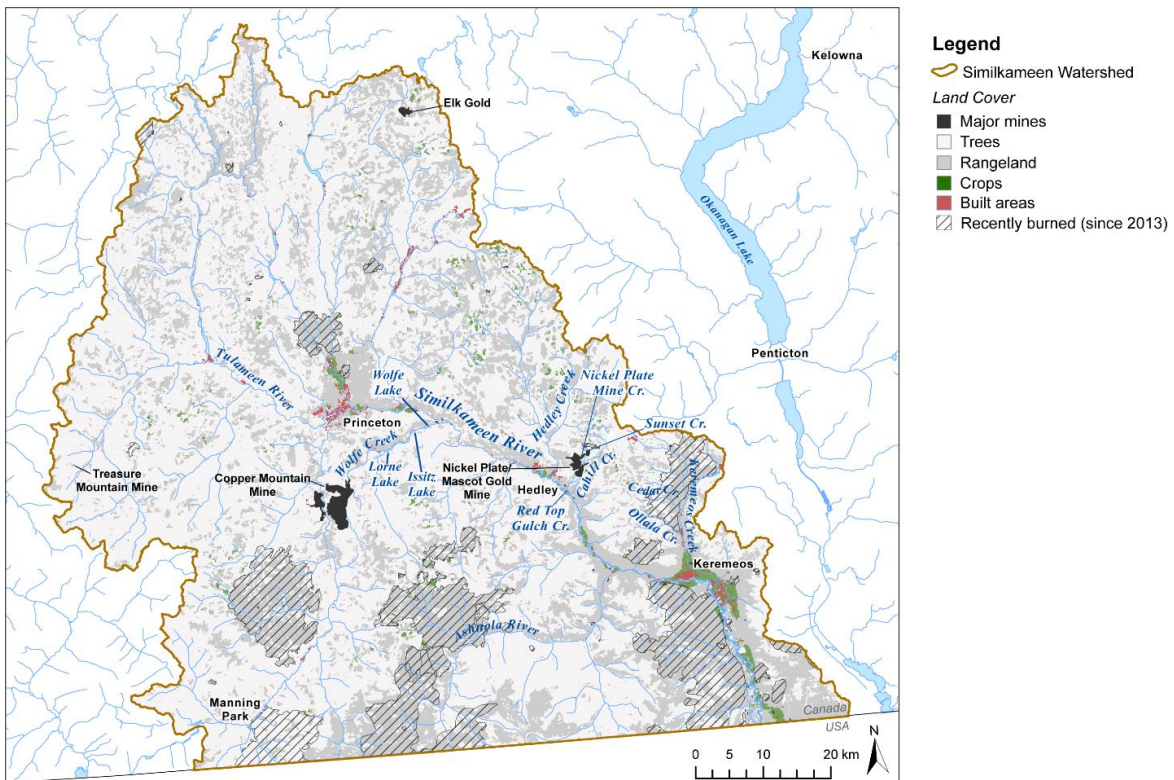 Kelowna
Elk Gold
Okanagan Lake
Penticton
Tulameen River
Wolfe
Lake
Similkameen River
Hedley Creek
Nickel Plate
Mine Cr.
Princeton
Sunset Cr.
Wolfe Creek
Lorne
Lake
Issitz
Lake
Nickel Plate/
Mascot Gold
Mine
Cahill Cr.
Treasure
Mountain Mine
Copper Mountain
Mine
Hedley
Red Top
Gulch Cr.
Cedar Cr.
Keremeos Creek
Ollala Cr.
Keremeos
Ashnola River
Manning
Park
Canada
USA
N
0 5 10 20 km
Legend
Similkameen Watershed
Land Cover
Major mines
Trees
Rangeland
Crops
Built areas
Recently burned (since 2013)